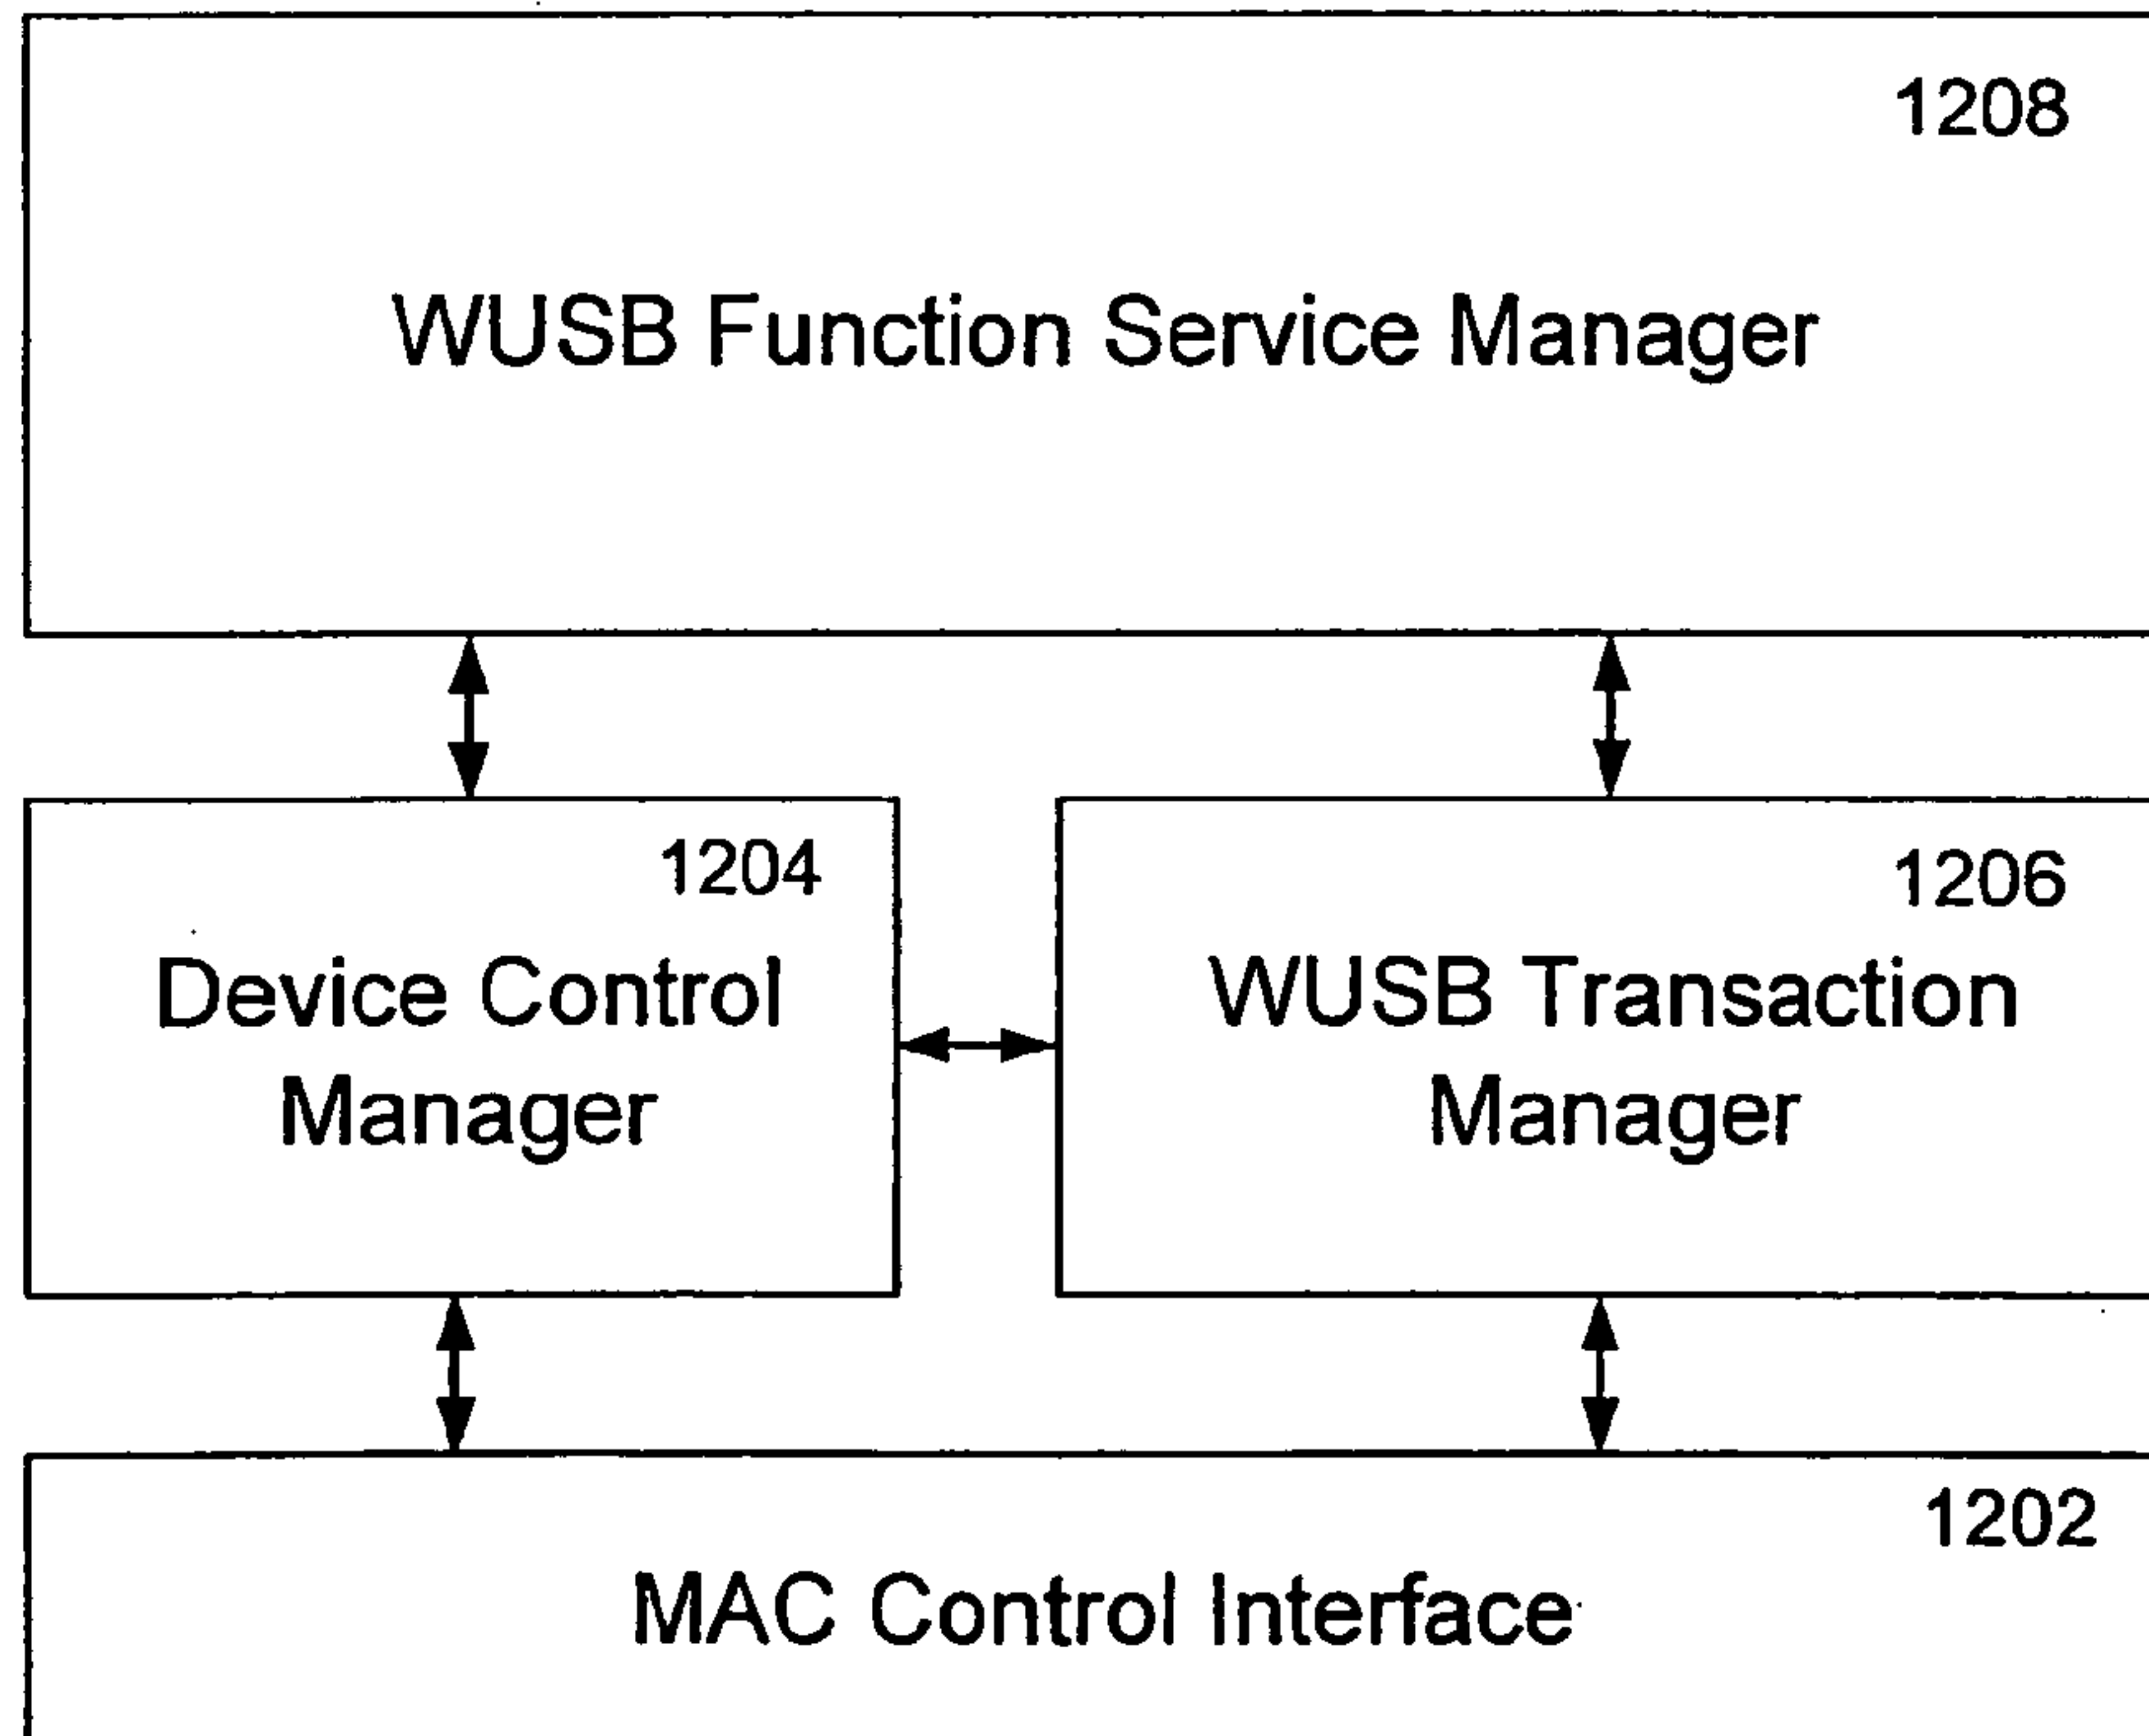 1208
WUSB Function Service Manager
1204
Device Control
Manager
1206
WUSB Transaction
Manager
1202
MAC Control Interface